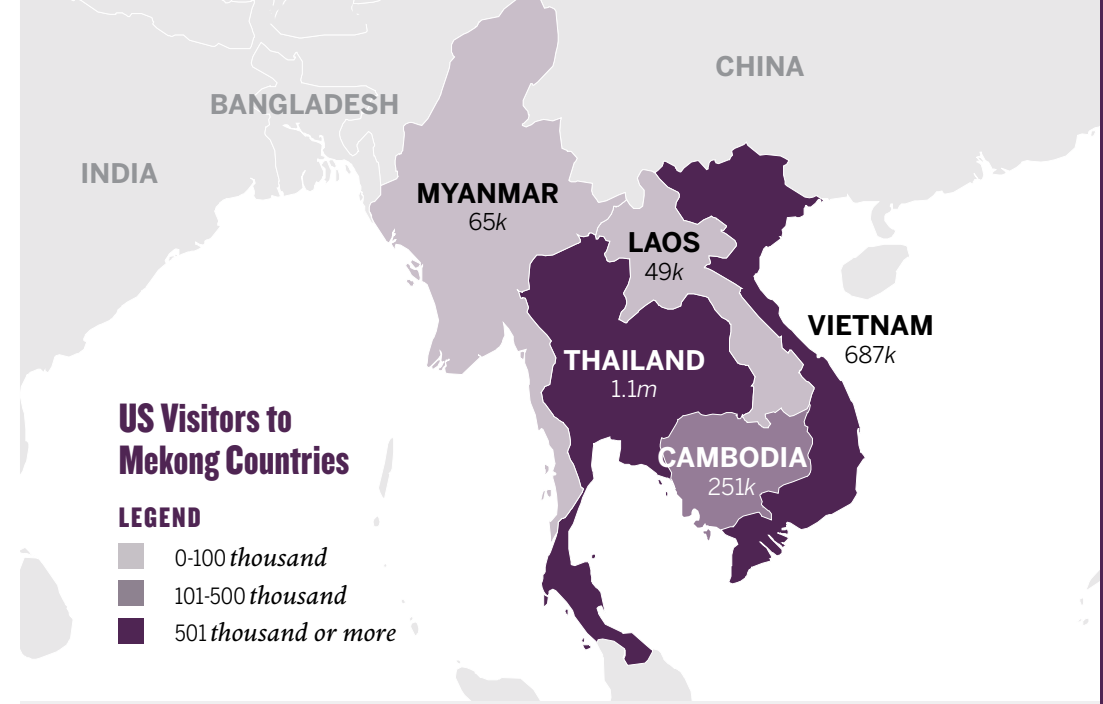 CHINA
BANGLADESH
INDIA
MYANMAR
65k
LAOS
49k
VIETNAM
687k
THAILAND
1.1m
CAMBODIA
251k
US Visitors to
Mekong Countries
LEGEND
0-100 thousand
101-500 thousand
501 thousand or more